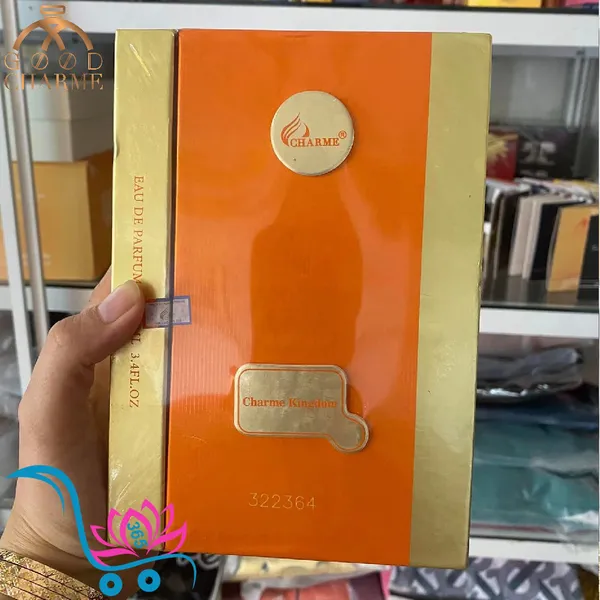 GOOD
CHARME
CHARME®
EAU DE PARFUM
3.4FL.OZ
Charme Kingdom
322364
365